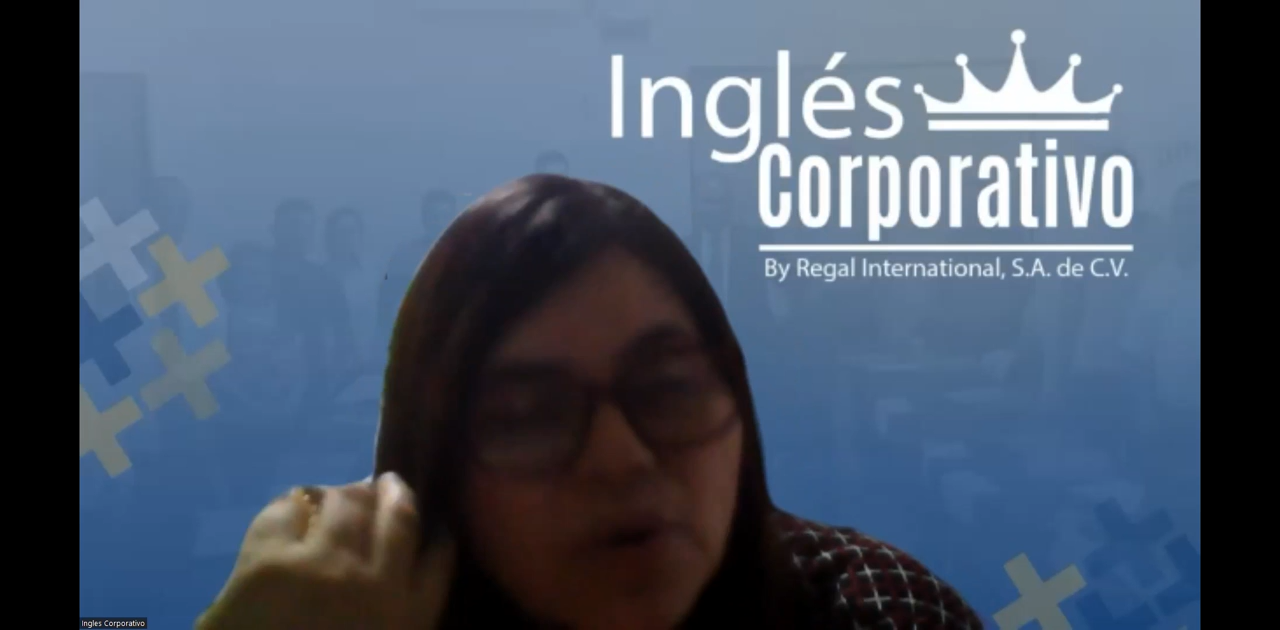 Inglés
Corporativo
By Regal International, S.A. de C.V.
Ingles Corporativo